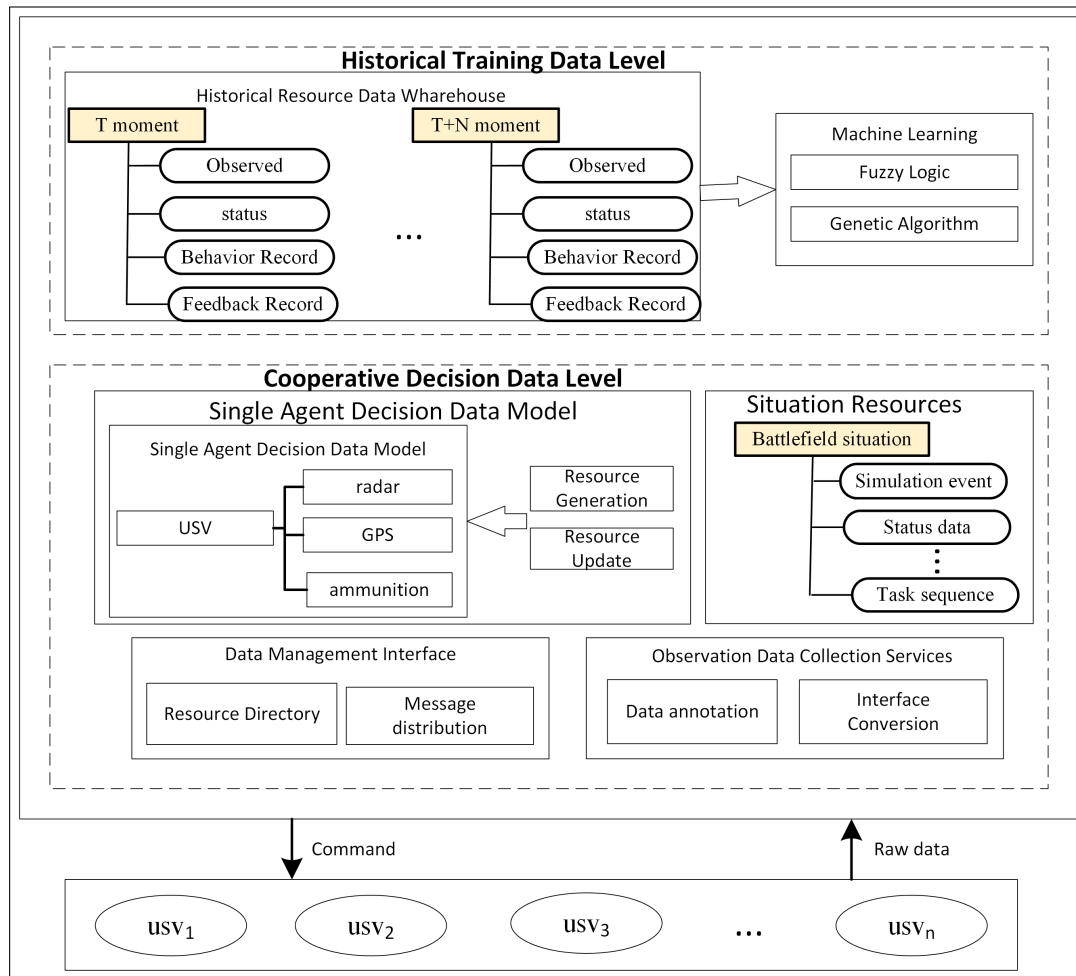 Historical Training Data Level
Historical Resource Data Wharehouse
T moment
Observed
status
Behavior Record
Feedback Record
...
T+N moment
Observed
status
Behavior Record
Feedback Record
Machine Learning
Fuzzy Logic
Genetic Algorithm
Cooperative Decision Data Level
Single Agent Decision Data Model
Single Agent Decision Data Model
USV
radar
GPS
ammunition
Resource
Generation
Resource
Update
Situation Resources
Battlefield situation
Simulation event
Status data
⋮
Task sequence
Data Management Interface
Resource Directory
Message
distribution
Observation Data Collection Services
Data annotation
Interface
Conversion
Command
Raw data
usv₁
usv₂
usv₃
...
usvₙ